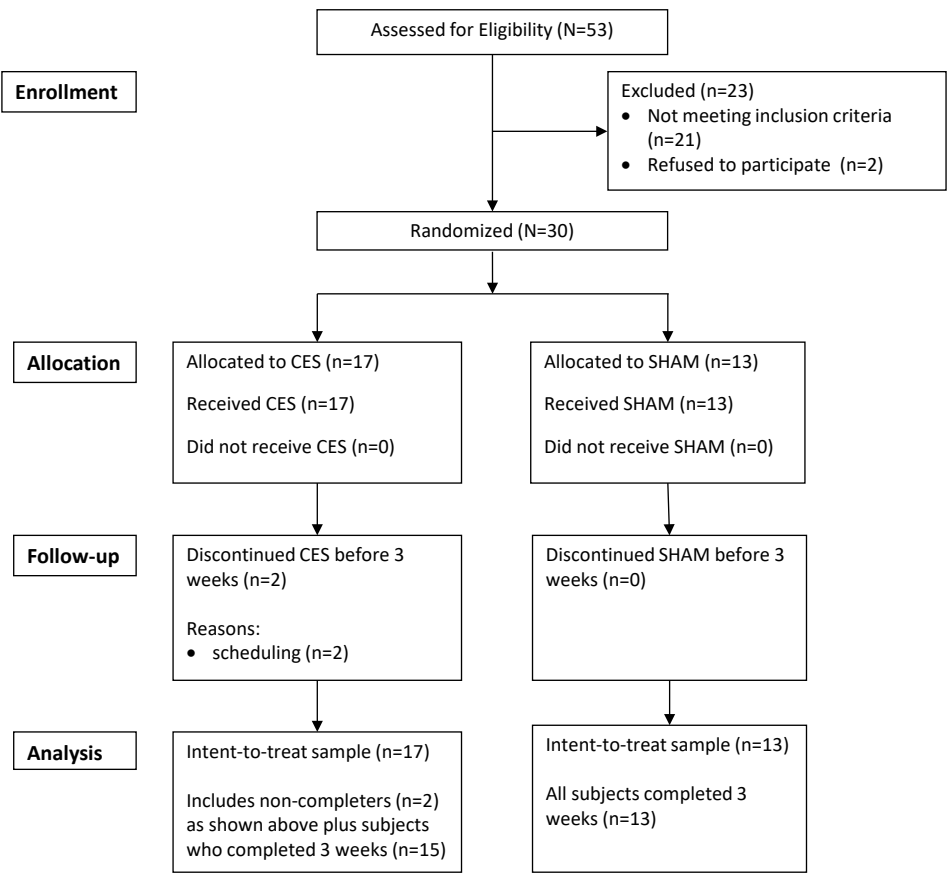 Assessed for Eligibility (N=53)
Enrollment
Excluded (n=23)
• Not meeting inclusion criteria
(n=21)
• Refused to participate (n=2)
Randomized (N=30)
Allocation
Allocated to CES (n=17)
Received CES (n=17)
Did not receive CES (n=0)
Allocated to SHAM (n=13)
Received SHAM (n=13)
Did not receive SHAM (n=0)
Follow-up
Discontinued CES before 3
weeks (n=2)
Reasons:
• scheduling (n=2)
Discontinued SHAM before 3
weeks (n=0)
Analysis
Intent-to-treat sample (n=17)
Includes non-completers (n=2)
as shown above plus subjects
who completed 3 weeks (n=15)
Intent-to-treat sample (n=13)
All subjects completed 3
weeks (n=13)